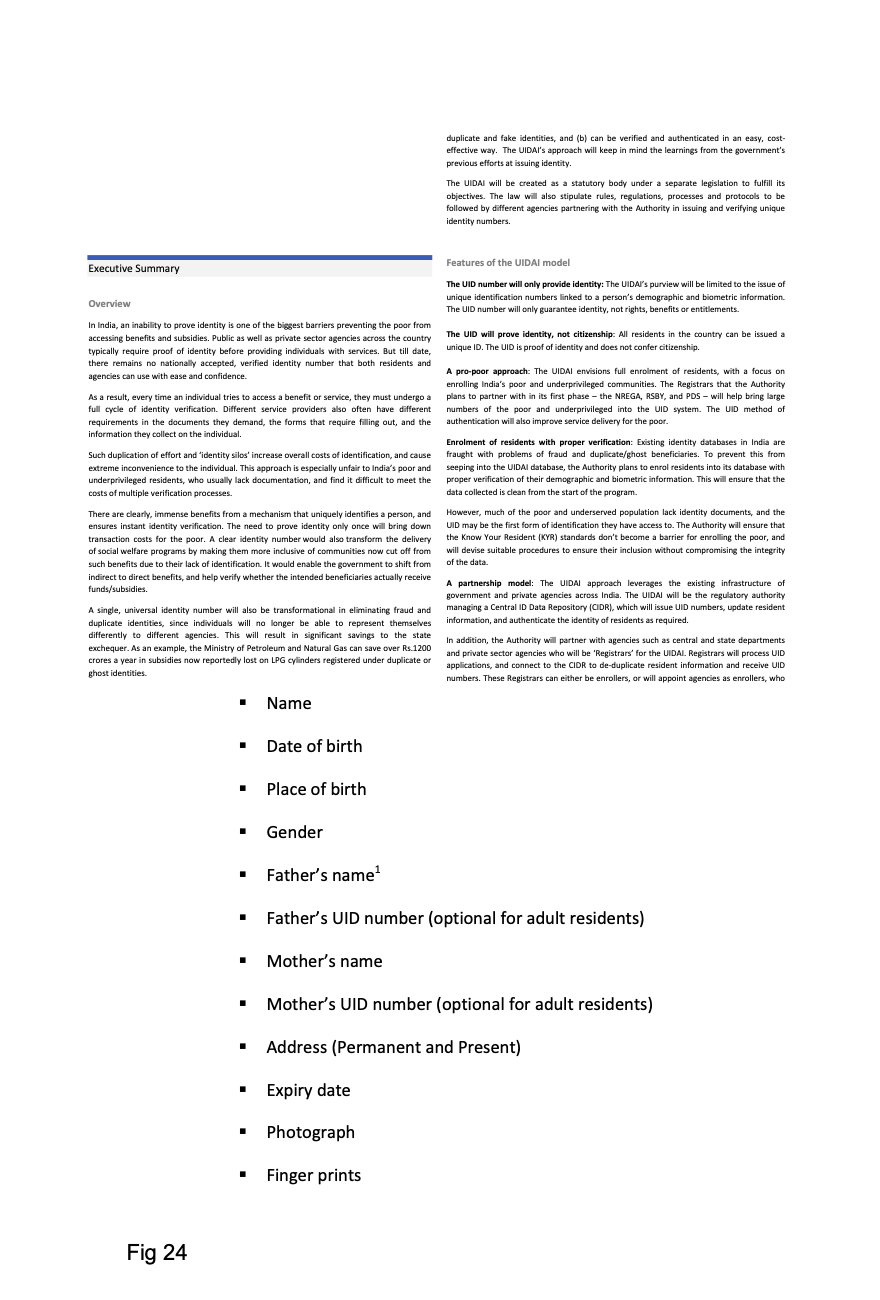 Executive Summary
Overview
In India, an inability to prove identity is one of the biggest barriers preventing the poor from
accessing benefits and subsidies. Public as well as private sector agencies across the country
typically require proof of identity before providing individuals with services. But till date,
there remains no nationally accepted, verified identity number that both residents and
agencies can use with ease and confidence.
As a result, every time an individual tries to access a benefit or service, they must undergo a
full cycle of identity verification. Different service providers also often have different
requirements in the documents they demand, the forms that require filling out, and the
information they collect on the individual.
Such duplication of effort and ‘identity silos’ increase overall costs of identification, and cause
extreme inconvenience to the individual. This approach is especially unfair to India’s poor and
underprivileged residents, who usually lack documentation, and find it difficult to meet the
costs of multiple verification processes.
There are clearly, immense benefits from a mechanism that uniquely identifies a person, and
ensures instant identity verification. The need to prove identity only once will bring down
transaction costs for the poor. A clear identity number would also transform the delivery
of social welfare programs by making them more inclusive of communities now cut off from
such benefits due to their lack of identification. It would enable the government to shift from
indirect to direct benefits, and help verify whether the intended beneficiaries actually receive
funds/subsidies.
A single, universal identity number will also be transformational in eliminating fraud and
duplicate identities, since individuals will no longer be able to represent themselves
differently to different agencies. This will result in significant savings to the state
exchequer. As an example, the Ministry of Petroleum and Natural Gas can save over Rs.1200
crores a year in subsidies now reportedly lost on LPG cylinders registered under duplicate or
ghost identities.
duplicate and fake identities, and (b) can be verified and authenticated in an easy, cost-
effective way. The UIDAI’s approach will keep in mind the learnings from the government’s
previous efforts at issuing identity.
The UIDAI will be created as a statutory body under a separate legislation to fulfill its
objectives. The law will also stipulate rules, regulations, processes and protocols to be
followed by different agencies partnering with the Authority in issuing and verifying unique
identity numbers.
Features of the UIDAI model
The UID number will only provide identity: The UIDAI’s purview will be limited to the issue of
unique identification numbers linked to a person’s demographic and biometric information.
The UID number will only guarantee identity, not rights, benefits or entitlements.
The UID will prove identity, not citizenship: All residents in the country can be issued a
unique ID. The UID is proof of identity and does not confer citizenship.
A pro-poor approach: The UIDAI envisions full enrolment of residents, with a focus on
enrolling India’s poor and underprivileged communities. The Registrars that the Authority
plans to partner with in its first phase – the NREGA, RSBY, and PDS – will help bring large
numbers of the poor and underprivileged into the UID system. The UID method of
authentication will also improve service delivery for the poor.
Enrolment of residents with proper verification: Existing identity databases in India are
fraught with problems of fraud and duplicate/ghost beneficiaries. To prevent this from
seeping into the UIDAI database, the Authority plans to enrol residents into its database with
proper verification of their demographic and biometric information. This will ensure that the
data collected is clean from the start of the program.
However, much of the poor and underserved population lack identity documents, and the
UID may be the first form of identification they have access to. The Authority will ensure that
the Know Your Resident (KYR) standards don’t become a barrier for enrolling the poor, and
will devise suitable procedures to ensure their inclusion without compromising the integrity
of the data.
A partnership model: The UIDAI approach leverages the existing infrastructure of
government and private agencies across India. The UIDAI will be the regulatory authority
managing a Central ID Data Repository (CIDR), which will issue UID numbers, update resident
information, and authenticate the identity of residents as required.
In addition, the Authority will partner with agencies such as central and state departments
and private sector agencies who will be ‘Registrars’ for the UIDAI. Registrars will process UID
applications, and connect to the CIDR to de-duplicate resident information and receive UID
numbers. These Registrars can either be enrollers, or will appoint agencies as enrollers, who
▪ Name
▪ Date of birth
▪ Place of birth
▪ Gender
▪ Father’s name¹
▪ Father’s UID number (optional for adult residents)
▪ Mother’s name
▪ Mother’s UID number (optional for adult residents)
▪ Address (Permanent and Present)
▪ Expiry date
▪ Photograph
▪ Finger prints
Fig 24